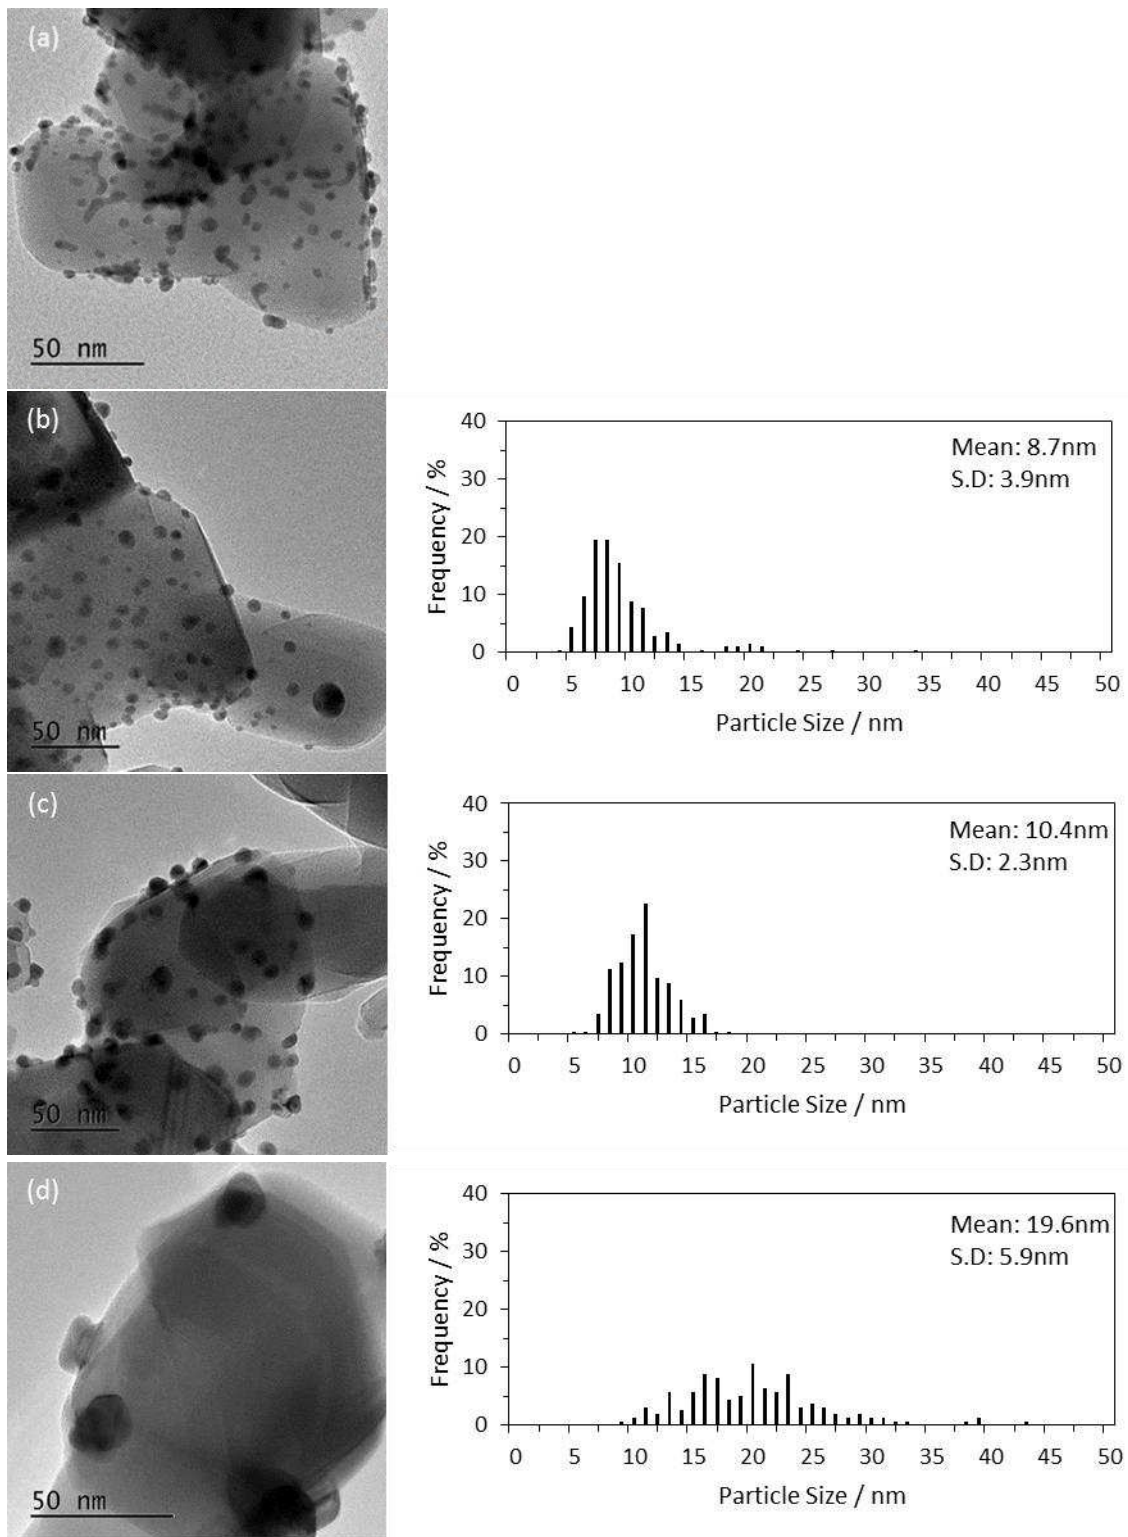 (a)
50 nm
(b)
50 nm
40
30
20
10
0
Frequency / %
Mean: 8.7nm
S.D: 3.9nm
0 5 10 15 20 25 30 35 40 45 50
Particle Size / nm
(c)
50 nm
40
30
20
10
0
Frequency / %
Mean: 10.4nm
S.D: 2.3nm
0 5 10 15 20 25 30 35 40 45 50
Particle Size / nm
(d)
50 nm
40
30
20
10
0
Frequency / %
Mean: 19.6nm
S.D: 5.9nm
0 5 10 15 20 25 30 35 40 45 50
Particle Size / nm